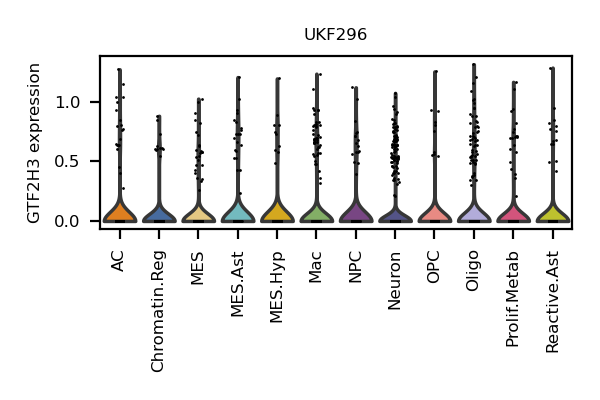 UKF296
GTF2H3 expression
1.0
0.5
0.0
AC
Chromatin.Reg
MES
MES.Ast
MES.Hyp
Mac
NPC
Neuron
OPC
Oligo
Prolif.Metab
Reactive.Ast